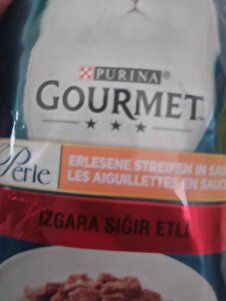 PURINA®
GOURMET
Perle
ERLESENE STREIFEN IN SAU
LES AIGUILLETTES EN SAUC
IZGARA SIĞIR ETLİ